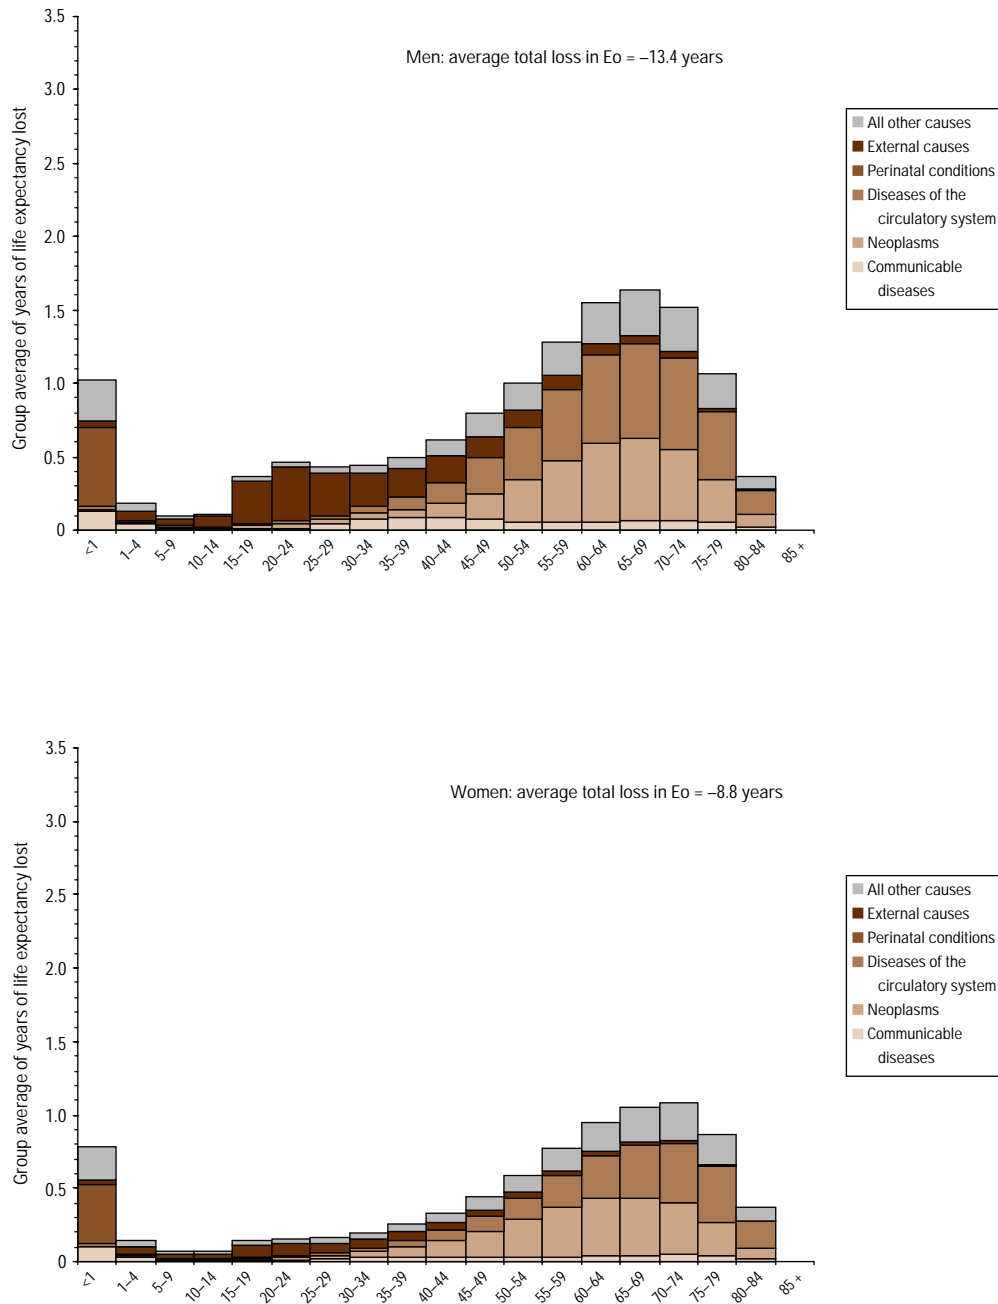 3.5
Men: average total loss in Eo = –13.4 years
3.0
2.5
2.0
1.5
1.0
0.5
0
Group average of years of life expectancy lost
All other causes
External causes
Perinatal conditions
Diseases of the
circulatory system
Neoplasms
Communicable
diseases
<1
1–4
5–9
10–14
15–19
20–24
25–29
30–34
35–39
40–44
45–49
50–54
55–59
60–64
65–69
70–74
75–79
80–84
85 +
3.5
Women: average total loss in Eo = –8.8 years
3.0
2.5
2.0
1.5
1.0
0.5
0
Group average of years of life expectancy lost
All other causes
External causes
Perinatal conditions
Diseases of the
circulatory system
Neoplasms
Communicable
diseases
<1
1–4
5–9
10–14
15–19
20–24
25–29
30–34
35–39
40–44
45–49
50–54
55–59
60–64
65–69
70–74
75–79
80–84
85 +